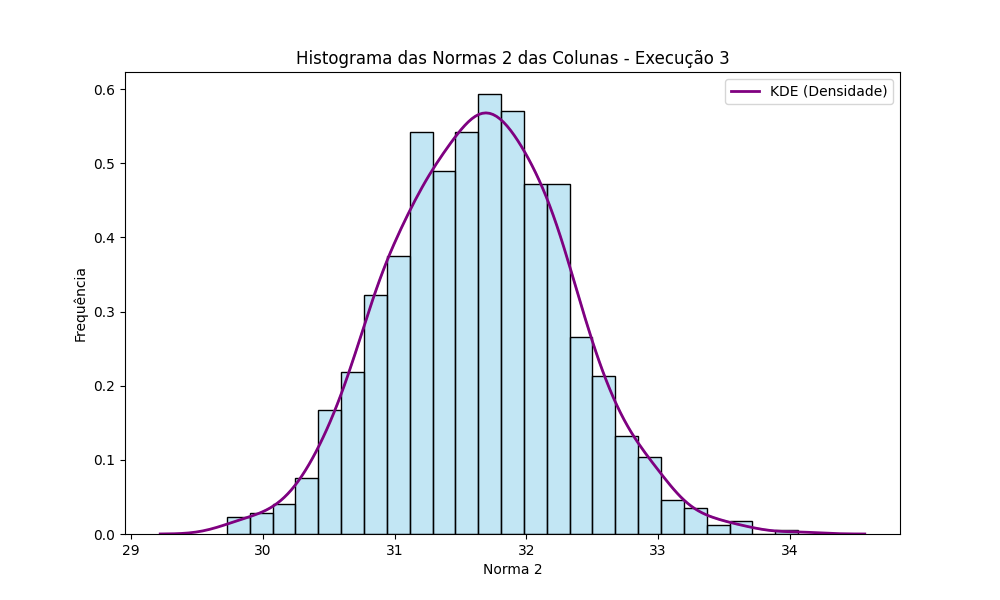 Histograma das Normas 2 das Colunas - Execução 3
KDE (Densidade)
Frequência
0.6
0.5
0.4
0.3
0.2
0.1
0.0
29 30 31 32 33 34
Norma 2